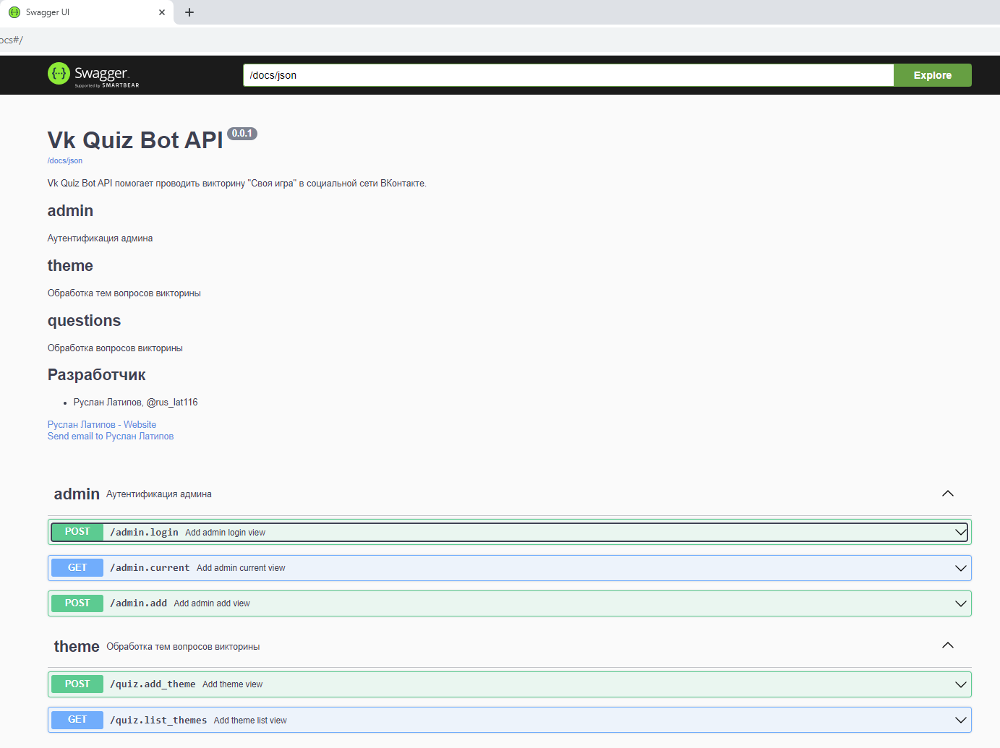 Swagger UI
ocs#/
Swagger
Supported by SMARTBEAR
/docs/json
Explore
Vk Quiz Bot API 0.0.1
/docs/json
Vk Quiz Bot API помогает проводить викторину "Своя игра" в социальной сети ВКонтакте.
admin
Аутентификация админа
theme
Обработка тем вопросов викторины
questions
Обработка вопросов викторины
Разработчик
Руслан Латипов, @rus_lat116
Руслан Латипов - Website
Send email to Руслан Латипов
admin Аутентификация админа
POST /admin.login Add admin login view
GET /admin.current Add admin current view
POST /admin.add Add admin add view
theme Обработка тем вопросов викторины
POST /quiz.add_theme Add theme view
GET /quiz.list_themes Add theme list view